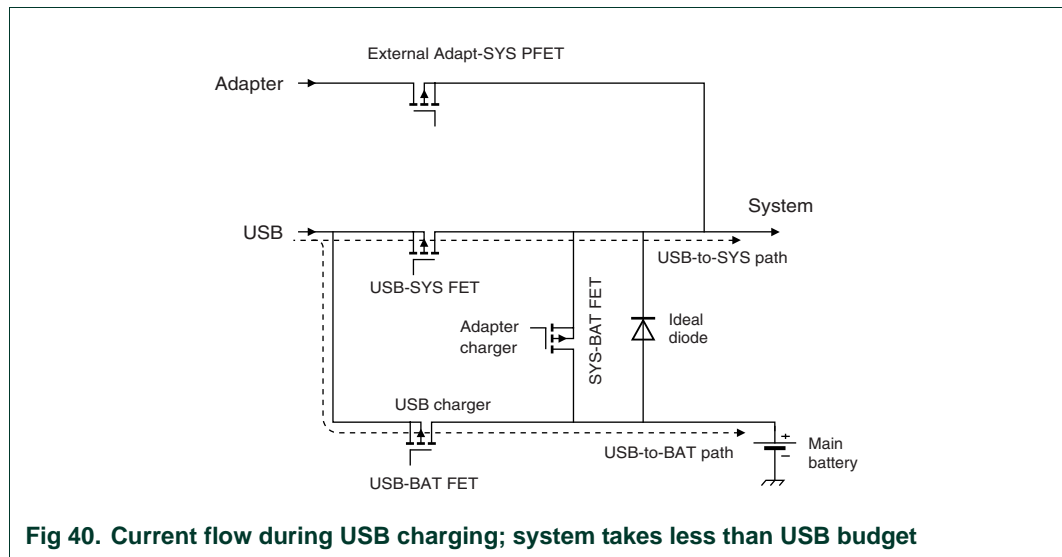 External Adapt-SYS PFET
Adapter
System
USB
USB-to-SYS path
USB-SYS FET
SYS-BAT FET
Adapter
charger
Ideal
diode
USB charger
+
−
Main
battery
USB-to-BAT path
USB-BAT FET
Fig 40. Current flow during USB charging; system takes less than USB budget